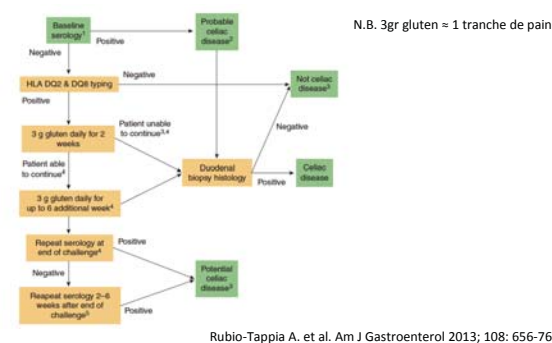 Baseline
serology1
Positive
Probable
celiac
disease2
N.B. 3gr gluten ≈ 1 tranche de pain
Negative
HLA DQ2 & DQ8 typing
Negative
Not celiac
disease3
Positive
3 g gluten daily for 2
weeks
Patient unable
to continue3,4
Negative
Patient able
to continue4
Duodenal
biopsy histology
Positive
Celiac
disease
3 g gluten daily for
up to 6 additional week4
Repeat serology at
end of challenge4
Positive
Negative
Potential
celiac
disease3
Reapeat serology 2–6
weeks after end of
challenge5
Positive
Rubio-Tappia A. et al. Am J Gastroenterol 2013; 108: 656-76